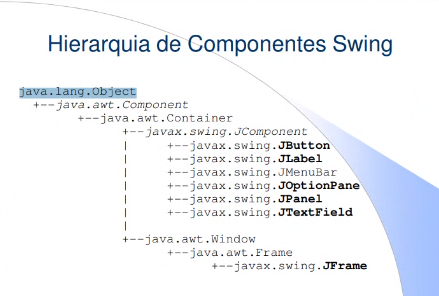 Hierarquia de Componentes Swing
java.lang.Object
+--java.awt.Component
+--java.awt.Container
+--javax.swing.JComponent
| +--javax.swing.JButton
| +--javax.swing.JLabel
| +--javax.swing.JMenuBar
| +--javax.swing.JOptionPane
| +--javax.swing.JPanel
| +--javax.swing.JTextField
|
+--java.awt.Window
+--java.awt.Frame
+--javax.swing.JFrame